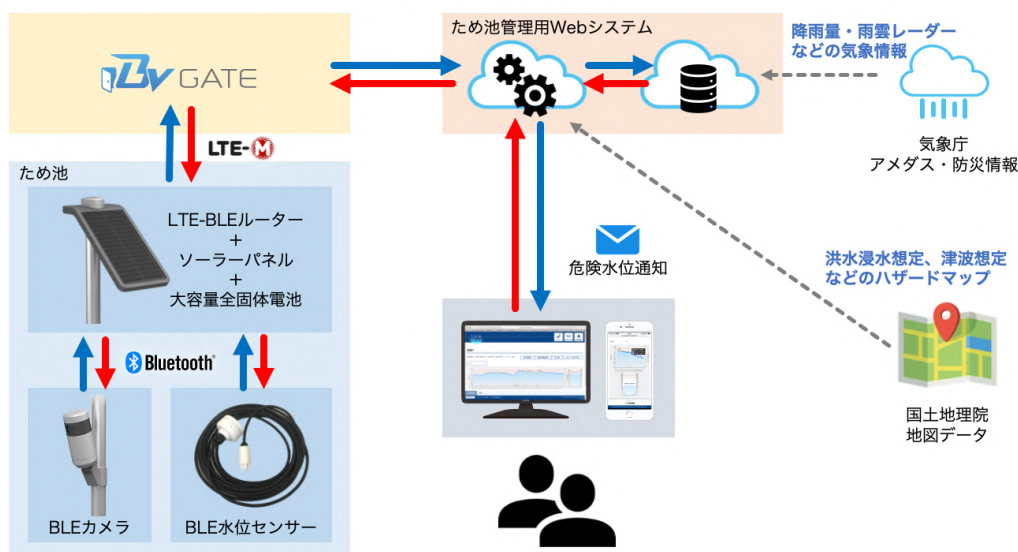 BV GATE
ため池管理用Webシステム
降雨量・雨雲レーダー
などの気象情報
気象庁
アメダス・防災情報
LTE-M
ため池
LTE-BLEルーター
+
ソーラーパネル
+
大容量全固体電池
危険水位通知
洪水浸水想定、津波想定
などのハザードマップ
Bluetooth®
国土地理院
地図データ
BLEカメラ
BLE水位センサー